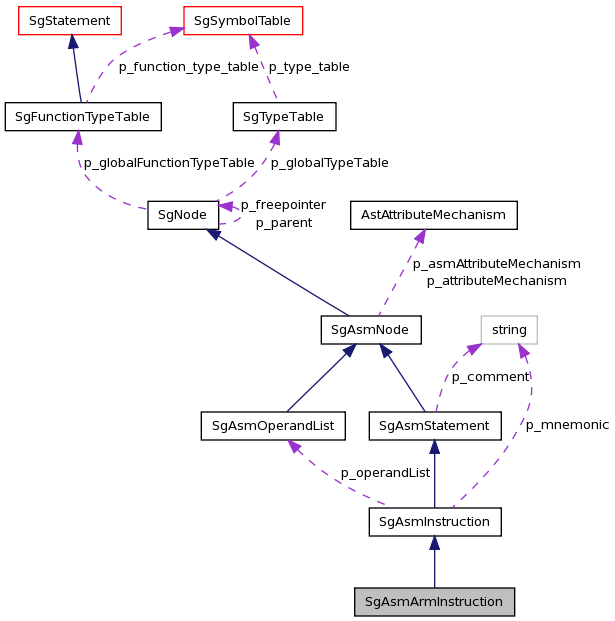 SgStatement
SgSymbolTable
p_function_type_table
p_type_table
SgFunctionTypeTable
SgTypeTable
p_globalFunctionTypeTable
p_globalTypeTable
SgNode
p_freepointer
p_parent
AstAttributeMechanism
p_asmAttributeMechanism
p_attributeMechanism
SgAsmNode
string
p_comment
SgAsmOperandList
SgAsmStatement
p_mnemonic
p_operandList
SgAsmInstruction
SgAsmArmInstruction